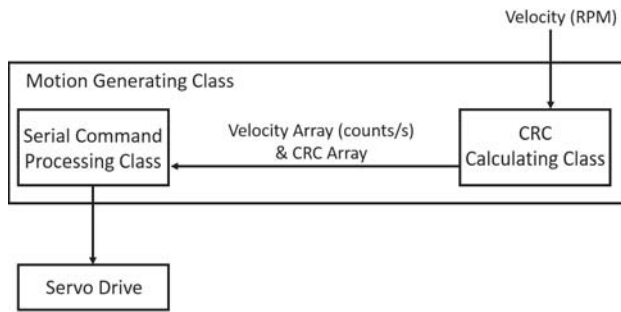 Velocity (RPM)
Motion Generating Class
Serial Command
Processing Class
Velocity Array (counts/s)
& CRC Array
CRC
Calculating Class
Servo Drive